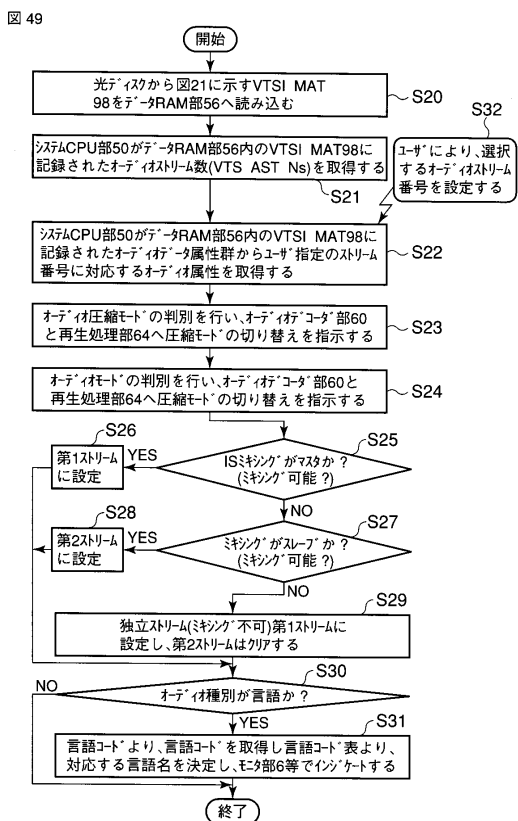 図 49
開始
光ディスクから図21に示すVTSI MAT
98をデータRAM部56へ読み込む
S20
S32
システムCPU部50がデータRAM部56内のVTSI MAT98に
記録されたオーディオストリーム数(VTS AST Ns)を取得する
S21
ユーザにより、選択
するオーディオストリーム
番号を設定する
システムCPU部50がデータRAM部56内のVTSI MAT98に
記録されたオーディオデータ属性群からユーザ指定のストリーム
番号に対応するオーディオ属性を取得する
S22
オーディオ圧縮モードの判別を行い、オーディオデコーダ部60
と再生処理部64へ圧縮モードの切り替えを指示する
S23
オーディオモードの判別を行い、オーディオデコーダ部60と
再生処理部64へ圧縮モードの切り替えを指示する
S24
S26
第1ストリーム
に設定
YES
S25
ISミキシングがマスタか?
(ミキシング可能?)
NO
S28
第2ストリーム
に設定
YES
S27
ミキシングがスレーブか?
(ミキシング可能?)
NO
S29
独立ストリーム(ミキシング不可)第1ストリームに
設定し、第2ストリームはクリアする
S30
NO
オーディオ種別が言語か?
YES
S31
言語コードより、言語コードを取得し言語コード表より、
対応する言語名を決定し、モニタ部6等でインジケートする
終了